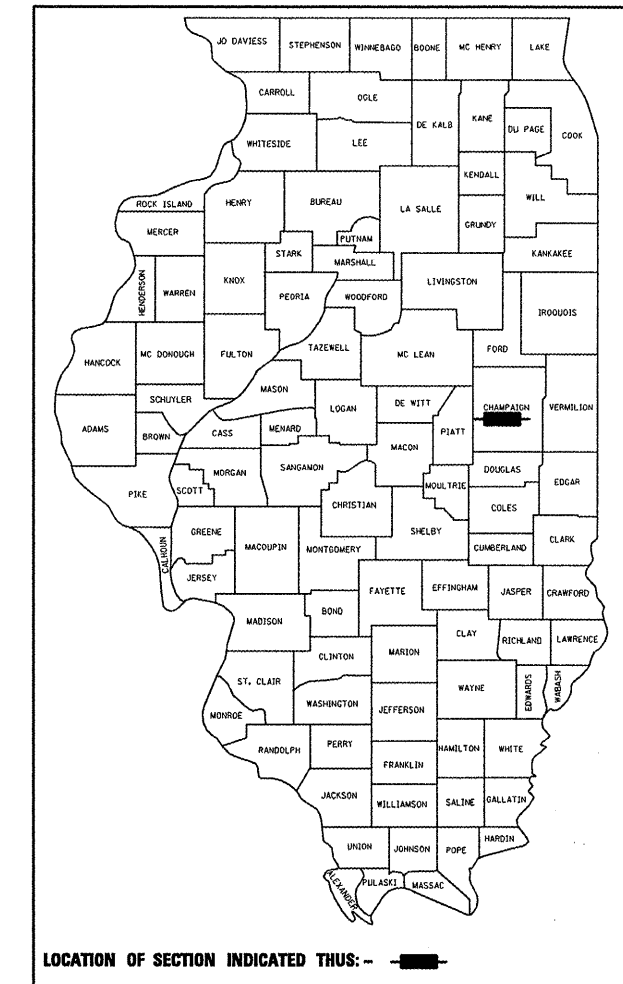 JO DAVIESS STEPHENSON WINNEBAGO BOONE MC HENRY LAKE
CARROLL OGLE DE KALB KANE DU PAGE COOK
WHITESIDE LEE KENDALL
ROCK ISLAND HENRY BUREAU LA SALLE GRUNDY WILL
MERCER PUTNAM
STARK MARSHALL KANKAKEE
HENDERSON WARREN KNOX PEORIA WOODFORD LIVINGSTON IROQUOIS
HANCOCK MC DONOUGH FULTON TAZEWELL MC LEAN FORD
MASON
SCHUYLER LOGAN DE WITT CHAMPAIGN VERMILION
ADAMS BROWN CASS MENARD MACON PIATT
PIKE SCOTT MORGAN SANGAMON MOULTRIE DOUGLAS EDGAR
CHRISTIAN COLES
CALHOUN GREENE MACOUPIN MONTGOMERY SHELBY CUMBERLAND CLARK
JERSEY FAYETTE EFFINGHAM JASPER CRAWFORD
MADISON BOND
CLAY RICHLAND LAWRENCE
CLINTON MARION
ST. CLAIR WAYNE EDWARDS WABASH
MONROE WASHINGTON JEFFERSON
RANDOLPH PERRY HAMILTON WHITE
FRANKLIN
JACKSON WILLIAMSON SALINE GALLATIN
UNION JOHNSON POPE HARDIN
ALEXANDER PULASKI MASSAC
LOCATION OF SECTION INDICATED THUS: -